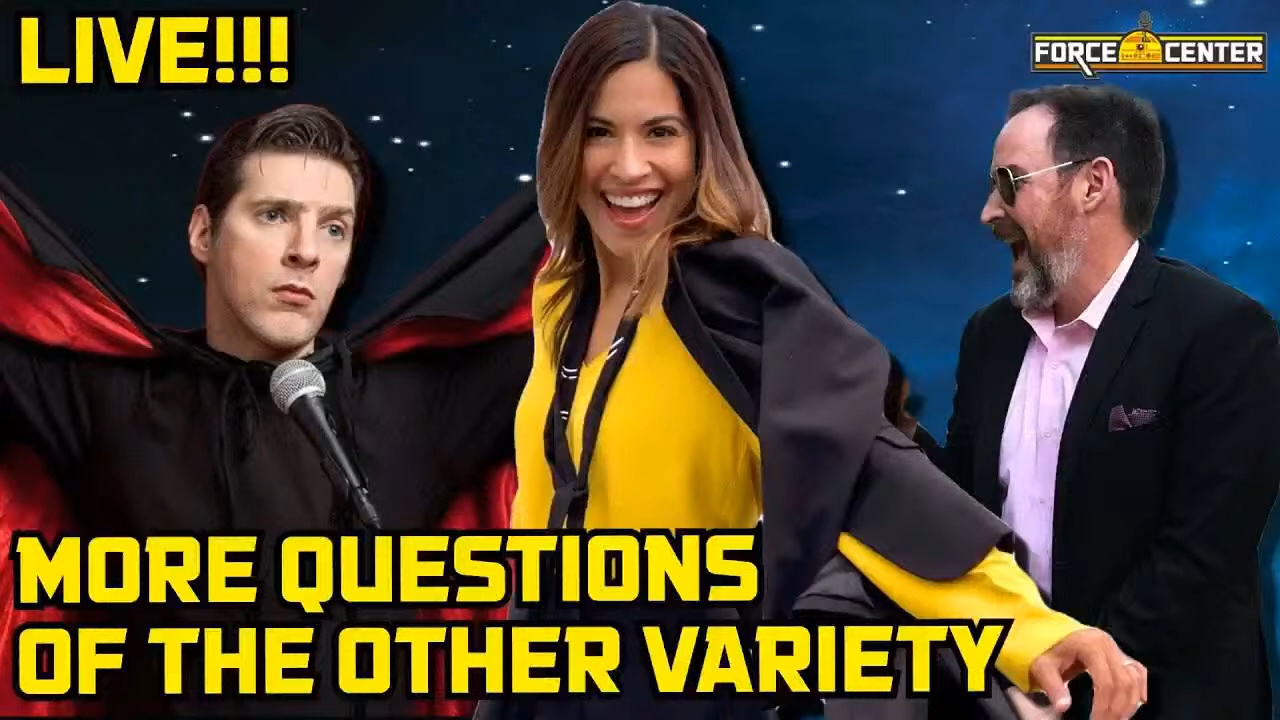 LIVE!!!
FORCE CENTER
MORE QUESTIONS
OF THE OTHER VARIETY